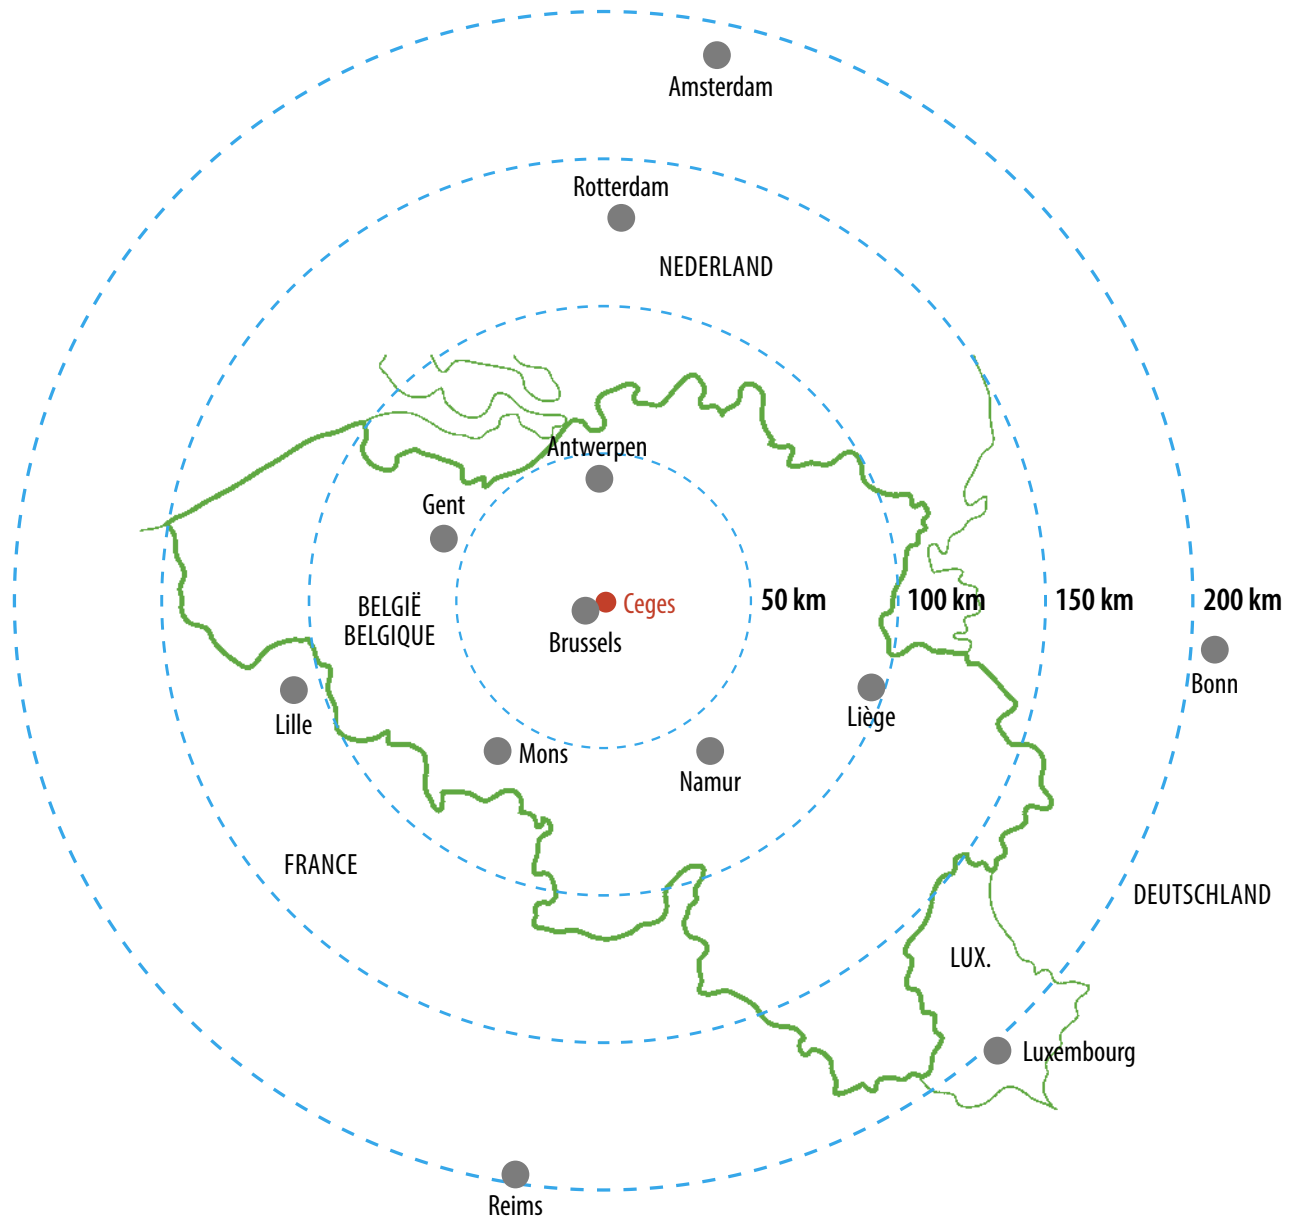 Amsterdam
Rotterdam
NEDERLAND
Antwerpen
Gent
BELGIË
BELGIQUE
Ceges
Brussels
50 km
100 km
150 km
200 km
Bonn
Lille
Liège
Mons
Namur
FRANCE
DEUTSCHLAND
LUX.
Luxembourg
Reims